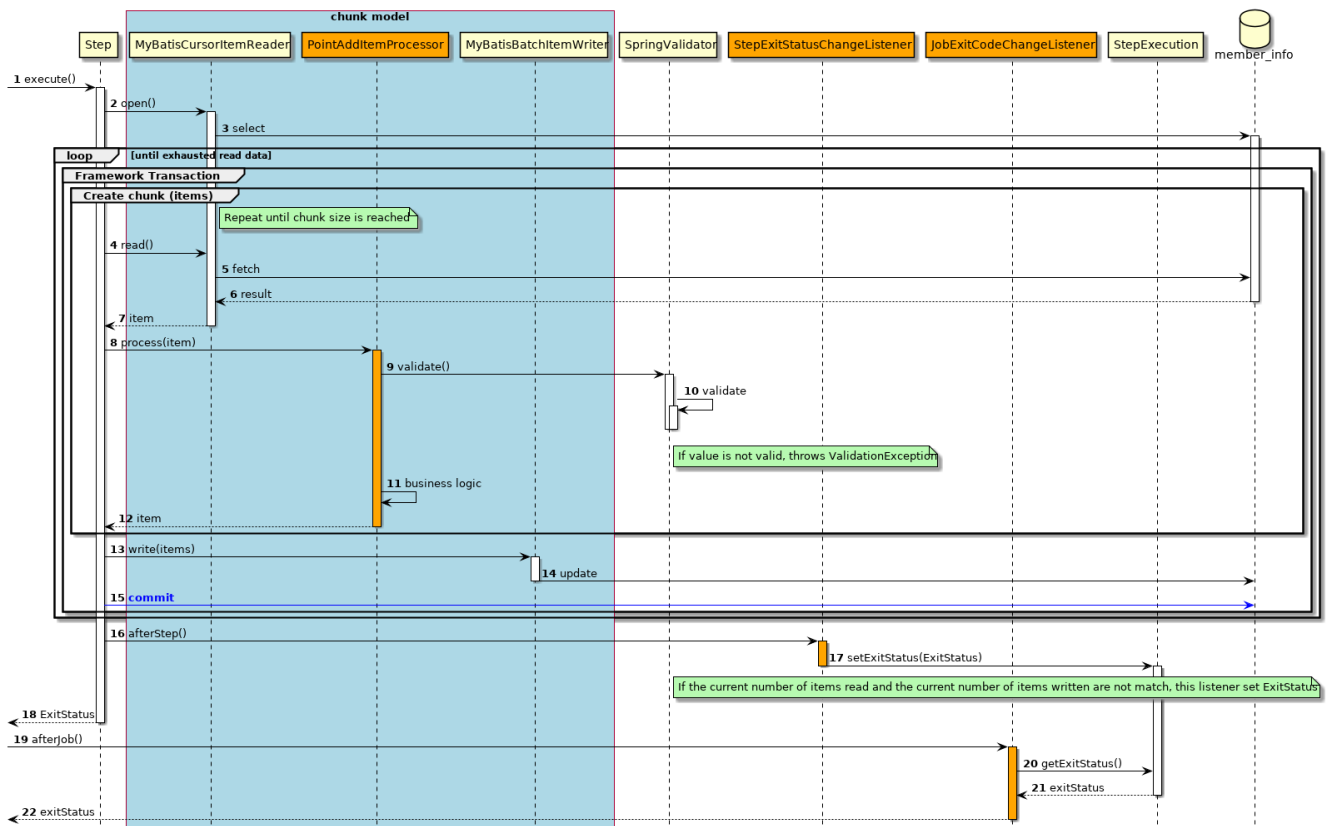 chunk model
Step
MyBatisCursorItemReader
PointAddItemProcessor
MyBatisBatchItemWriter
SpringValidator
StepExitStatusChangeListener
JobExitCodeChangeListener
StepExecution
member_info
1 execute()
2 open()
3 select
loop [until exhausted read data]
Framework Transaction
Create chunk (items)
Repeat until chunk size is reached
4 read()
5 fetch
6 result
7 item
8 process(item)
9 validate()
10 validate
If value is not valid, throws ValidationException
11 business logic
12 item
13 write(items)
14 update
15 commit
16 afterStep()
17 setExitStatus(ExitStatus)
If the current number of items read and the current number of items written are not match, this listener set ExitStatus
18 ExitStatus
19 afterJob()
20 getExitStatus()
21 exitStatus
22 exitStatus